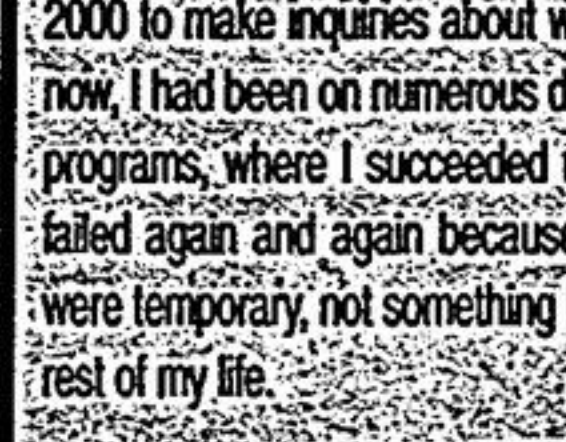 2000 to make inquiries about
now, I had been on numerous
programs, where I succeeded
failed again and again because
were temporary, not something
rest of my life.